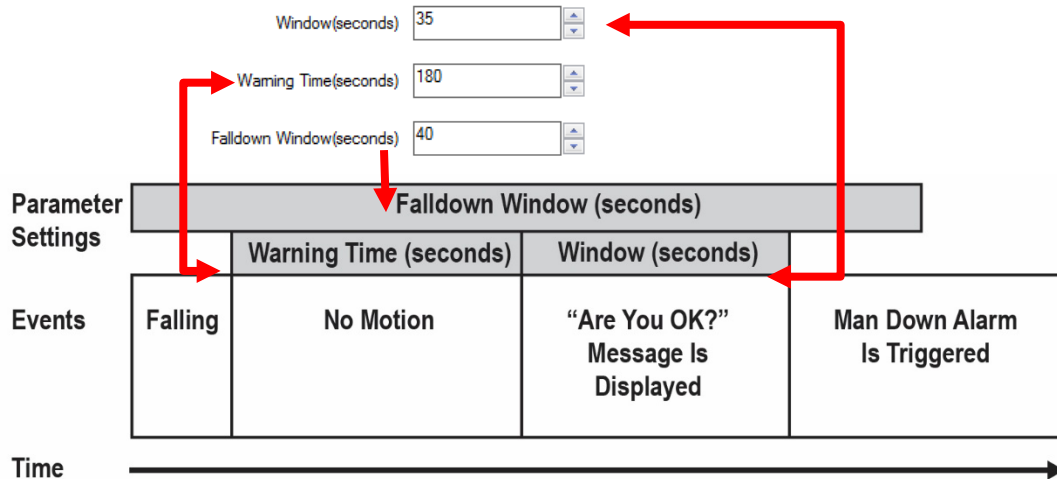 Window(seconds) 35
Warning Time(seconds) 180
Falldown Window(seconds) 40
Parameter
Settings
Falldown Window (seconds)
Warning Time (seconds) Window (seconds)
Events
Falling
No Motion
“Are You OK?”
Message Is
Displayed
Man Down Alarm
Is Triggered
Time